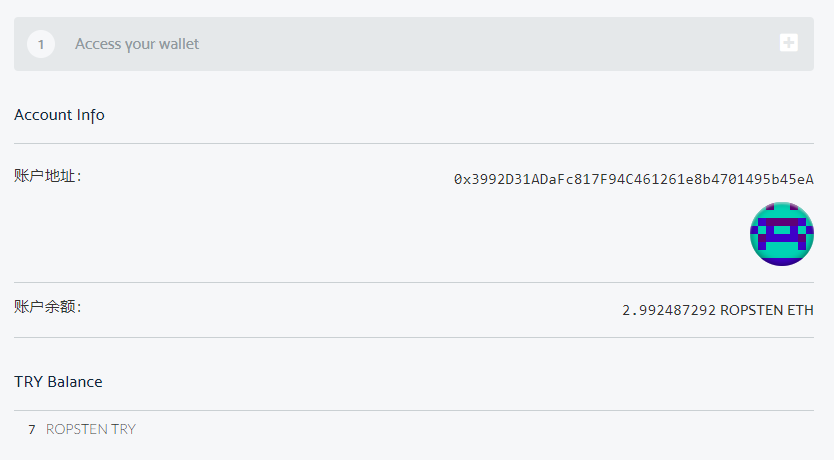 1 Access your wallet
Account Info
账户地址: 0x3992D31ADaFc817F94C461261e8b4701495b45eA
账户余额: 2.992487292 ROPSTEN ETH
TRY Balance
7 ROPSTEN TRY